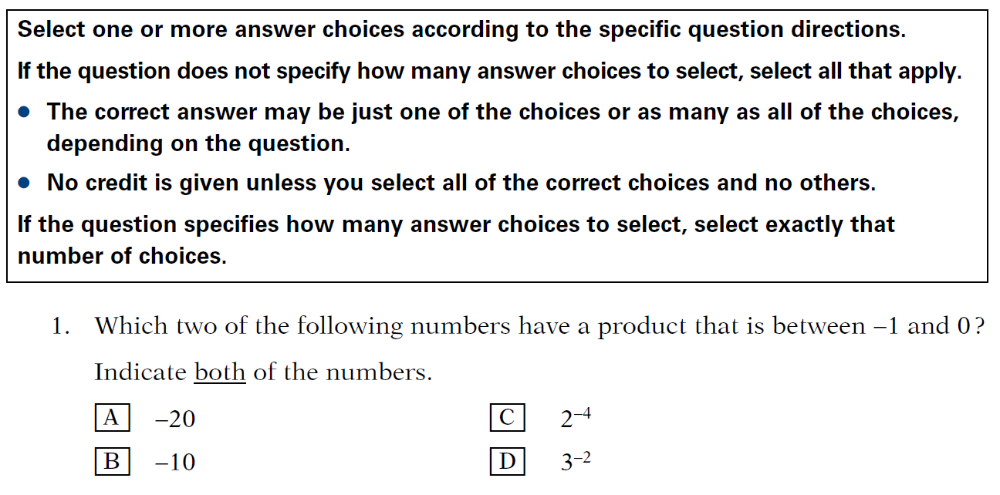 Select one or more answer choices according to the specific question directions.
If the question does not specify how many answer choices to select, select all that apply.
• The correct answer may be just one of the choices or as many as all of the choices,
depending on the question.
• No credit is given unless you select all of the correct choices and no others.
If the question specifies how many answer choices to select, select exactly that
number of choices.
1. Which two of the following numbers have a product that is between –1 and 0?
Indicate both of the numbers.
A –20
B –10
C 2⁻⁴
D 3⁻²